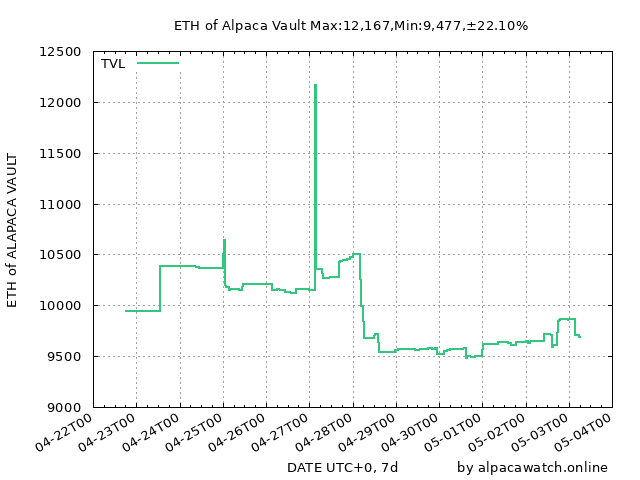 ETH of Alpaca Vault Max:12,167,Min:9,477,±22.10%
TVL
12500
12000
11500
11000
10500
10000
9500
9000
ETH of ALAPACA VAULT
04-22T00
04-23T00
04-24T00
04-25T00
04-26T00
04-27T00
04-28T00
04-29T00
04-30T00
05-01T00
05-02T00
05-03T00
05-04T00
DATE UTC+0, 7d
by alpacawatch.online